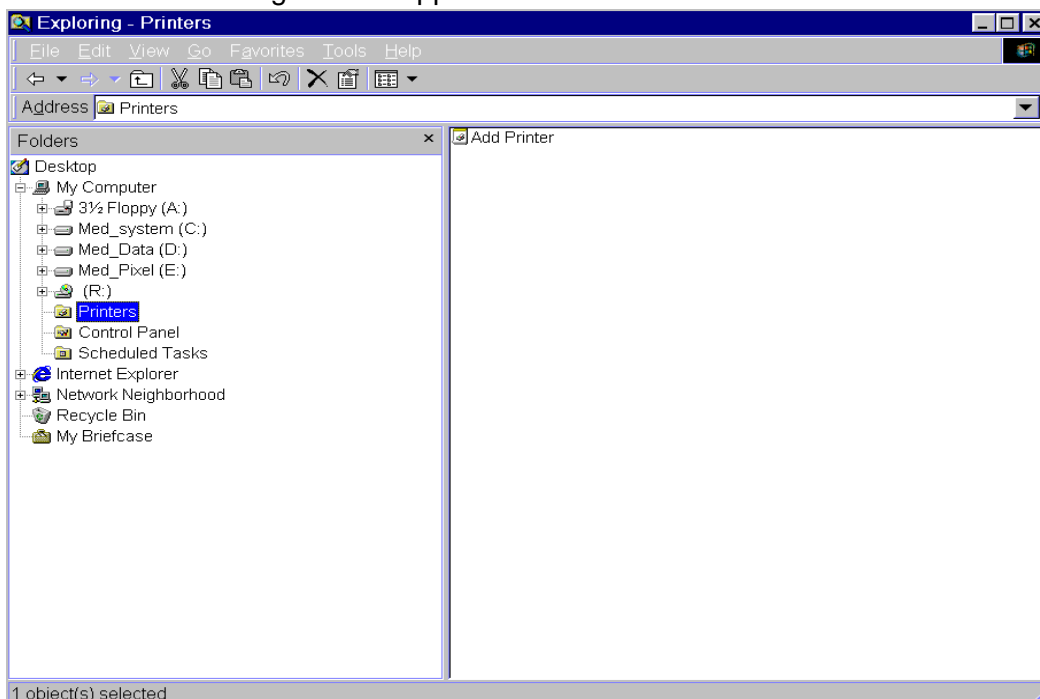 Exploring - Printers
File Edit View Go Favorites Tools Help
Address Printers
Folders
Add Printer
Desktop
My Computer
3½ Floppy (A:)
Med_system (C:)
Med_Data (D:)
Med_Pixel (E:)
(R:)
Printers
Control Panel
Scheduled Tasks
Internet Explorer
Network Neighborhood
Recycle Bin
My Briefcase
1 object(s) selected